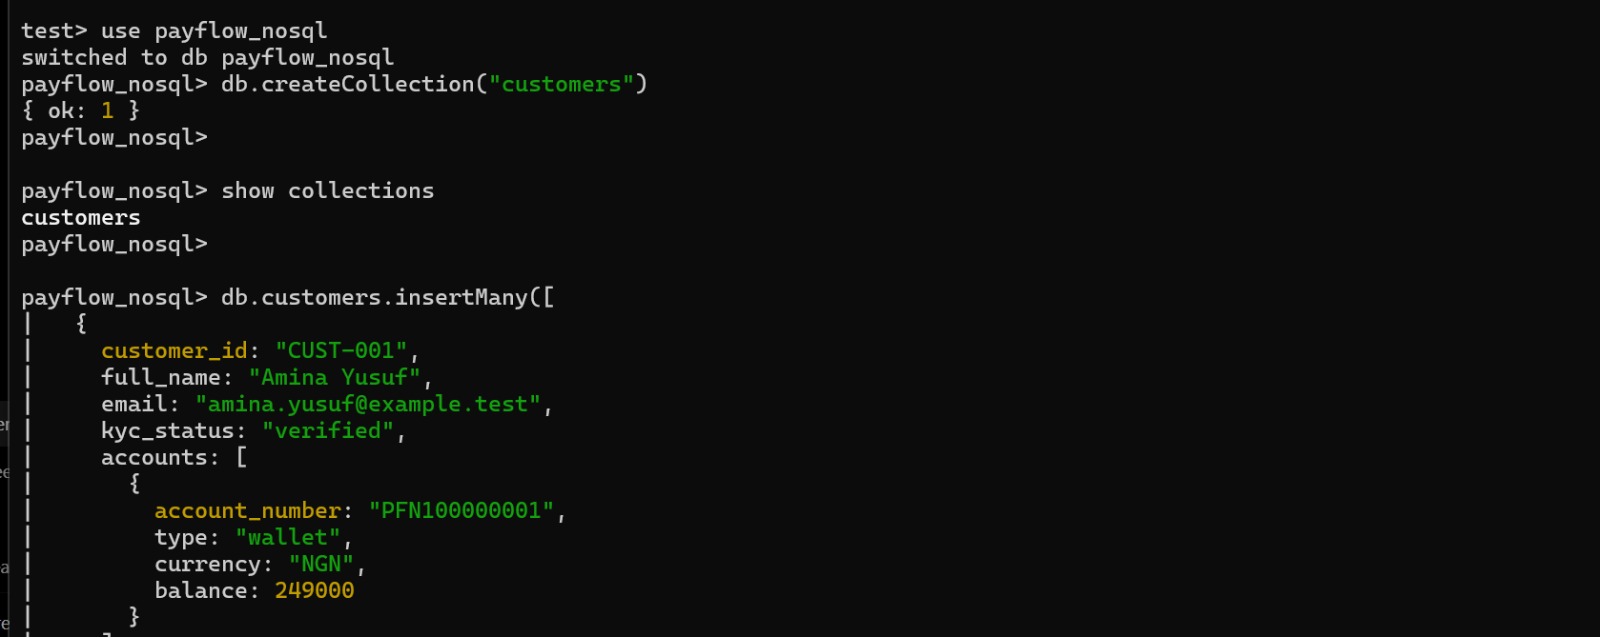 test> use payflow_nosql
switched to db payflow_nosql
payflow_nosql> db.createCollection("customers")
{ ok: 1 }
payflow_nosql>
payflow_nosql> show collections
customers
payflow_nosql>
payflow_nosql> db.customers.insertMany([
|   {
|     customer_id: "CUST-001",
|     full_name: "Amina Yusuf",
|     email: "amina.yusuf@example.test",
|     kyc_status: "verified",
|     accounts: [
|       {
|         account_number: "PFN100000001",
|         type: "wallet",
|         currency: "NGN",
|         balance: 249000
|       }